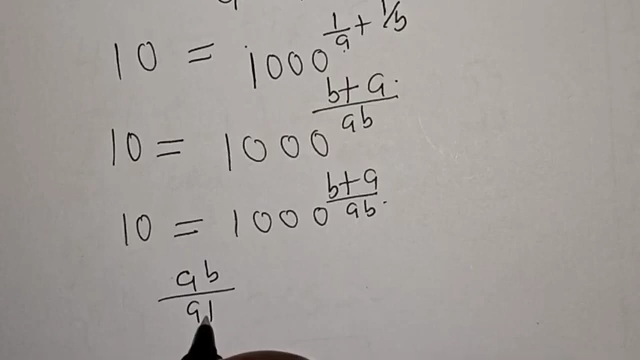 10 = 1000^(1/a + 1/b)
10 = 1000^((b+a)/ab)
10 = 1000^((b+a)/ab)
ab/a